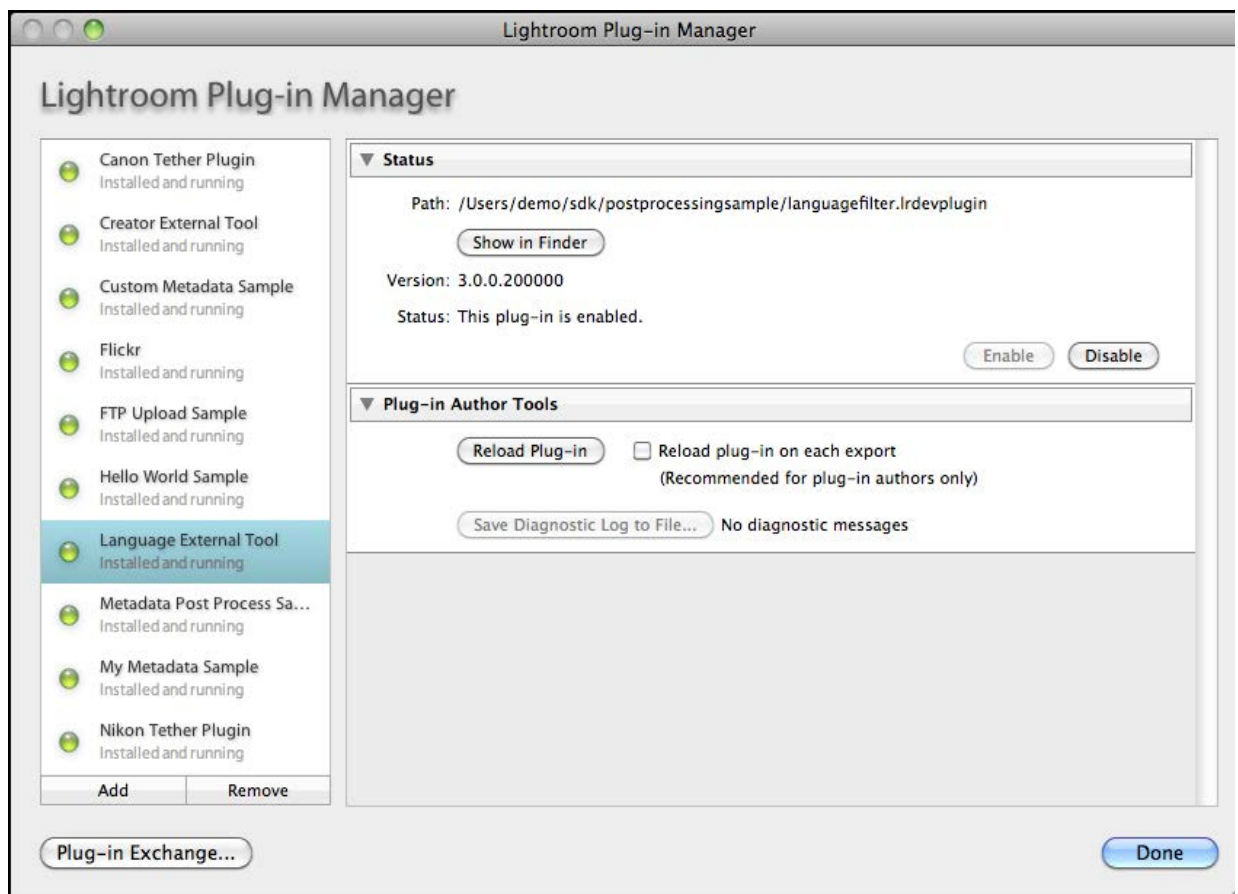 Lightroom Plug-in Manager
Lightroom Plug-in Manager
Canon Tether Plugin
Installed and running
Creator External Tool
Installed and running
Custom Metadata Sample
Installed and running
Flickr
Installed and running
FTP Upload Sample
Installed and running
Hello World Sample
Installed and running
Language External Tool
Installed and running
Metadata Post Process Sa...
Installed and running
My Metadata Sample
Installed and running
Nikon Tether Plugin
Installed and running
Add Remove
Status
Path: /Users/demo/sdk/postprocessingsample/languagefilter.lrdevplugin
Show in Finder
Version: 3.0.0.200000
Status: This plug-in is enabled.
Enable Disable
Plug-in Author Tools
Reload Plug-in Reload plug-in on each export
(Recommended for plug-in authors only)
Save Diagnostic Log to File... No diagnostic messages
Plug-in Exchange... Done